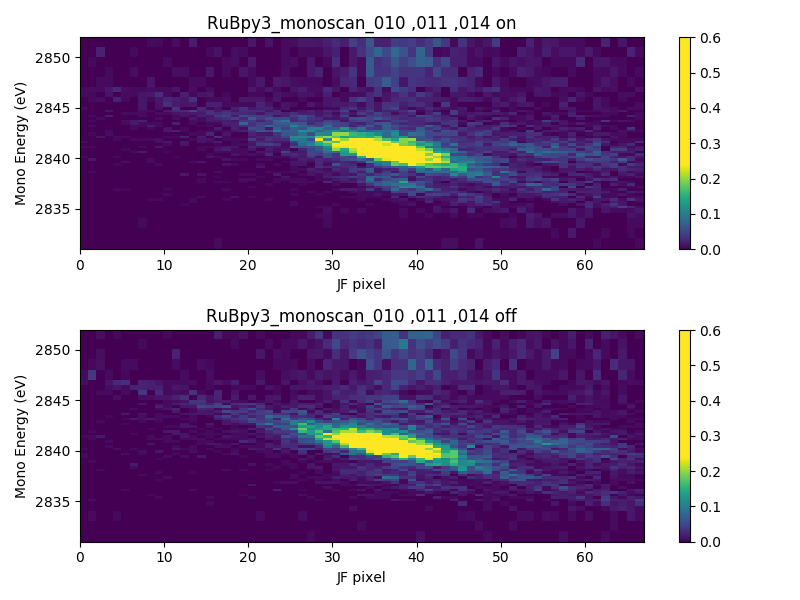 RuBpy3_monoscan_010 ,011 ,014 on
Mono Energy (eV)
2850
2845
2840
2835
0 10 20 30 40 50 60
JF pixel
0.6
0.5
0.4
0.3
0.2
0.1
0.0
RuBpy3_monoscan_010 ,011 ,014 off
Mono Energy (eV)
2850
2845
2840
2835
0 10 20 30 40 50 60
JF pixel
0.6
0.5
0.4
0.3
0.2
0.1
0.0